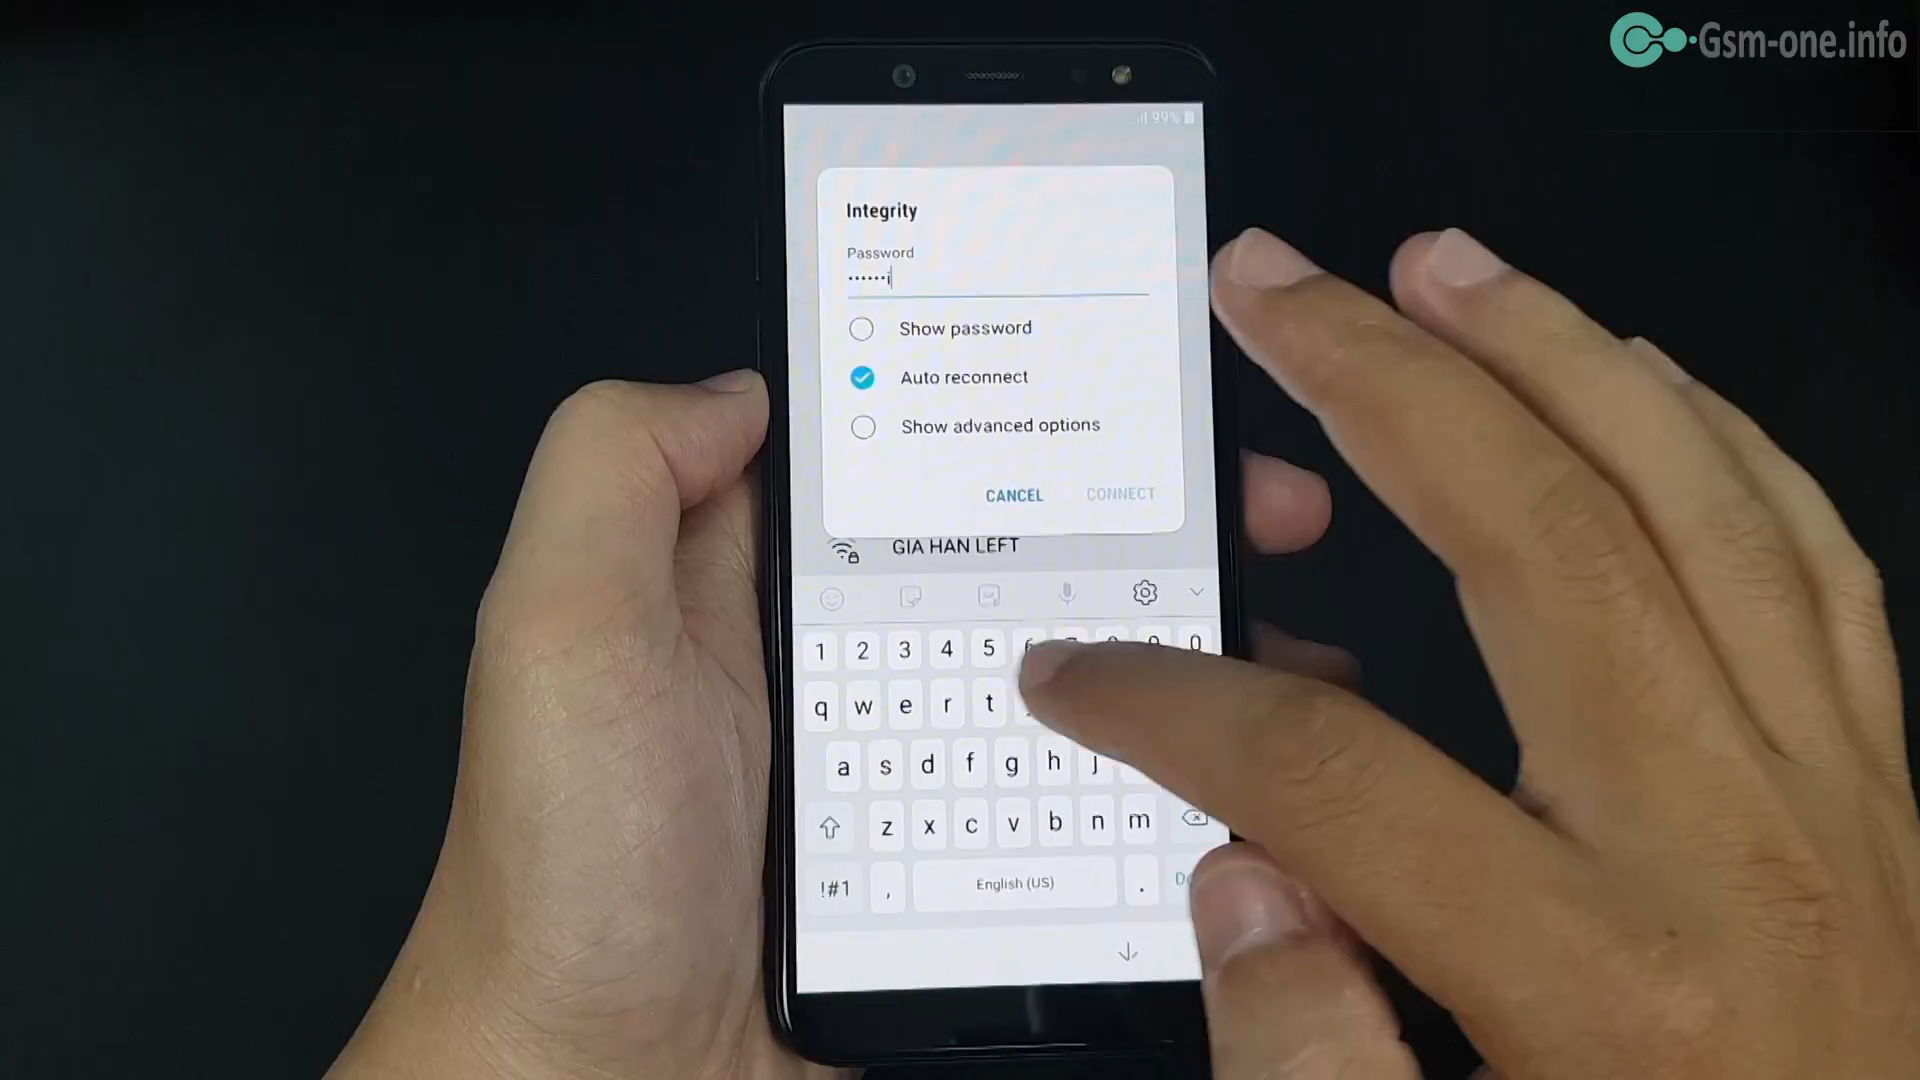 Gsm-one.info
99%
Integrity
Password
••••••i
Show password
Auto reconnect
Show advanced options
CANCEL CONNECT
GIA HAN LEFT
1 2 3 4 5 0
q w e r t
a s d f g h j
z x c v b n m
!#1 , English (US) .